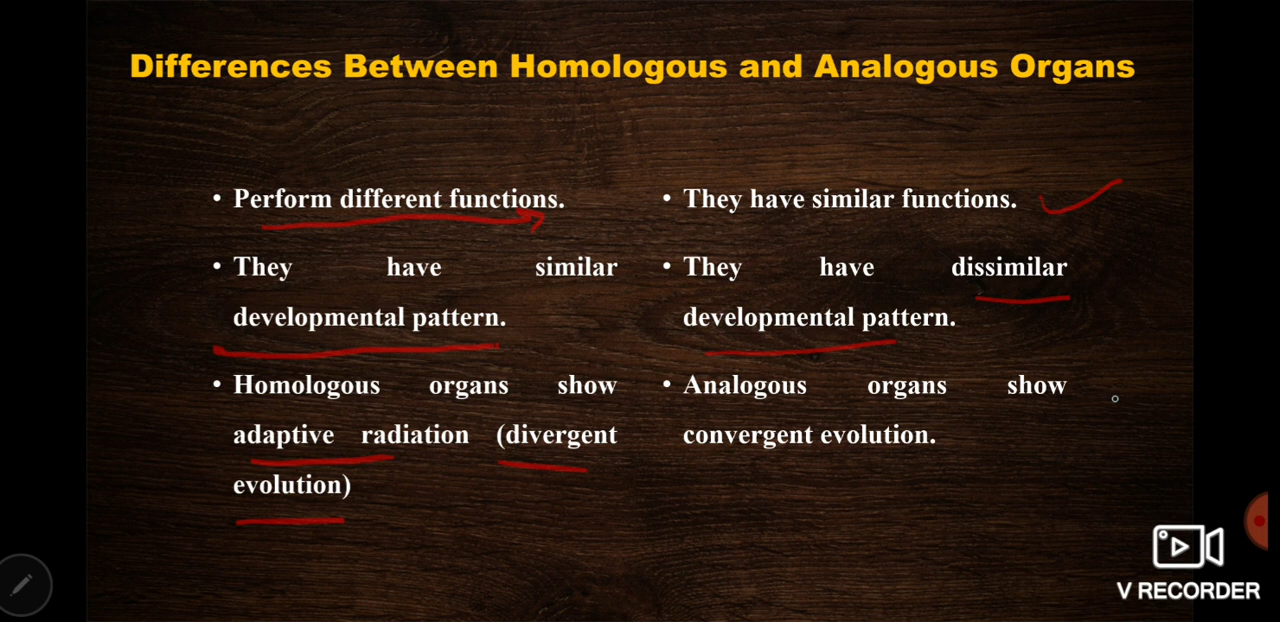 Differences Between Homologous and Analogous Organs
• Perform different functions.
• They have similar
developmental pattern.
• Homologous organs show
adaptive radiation (divergent
evolution)
• They have similar functions.
• They have dissimilar
developmental pattern.
• Analogous organs show
convergent evolution.
V RECORDER